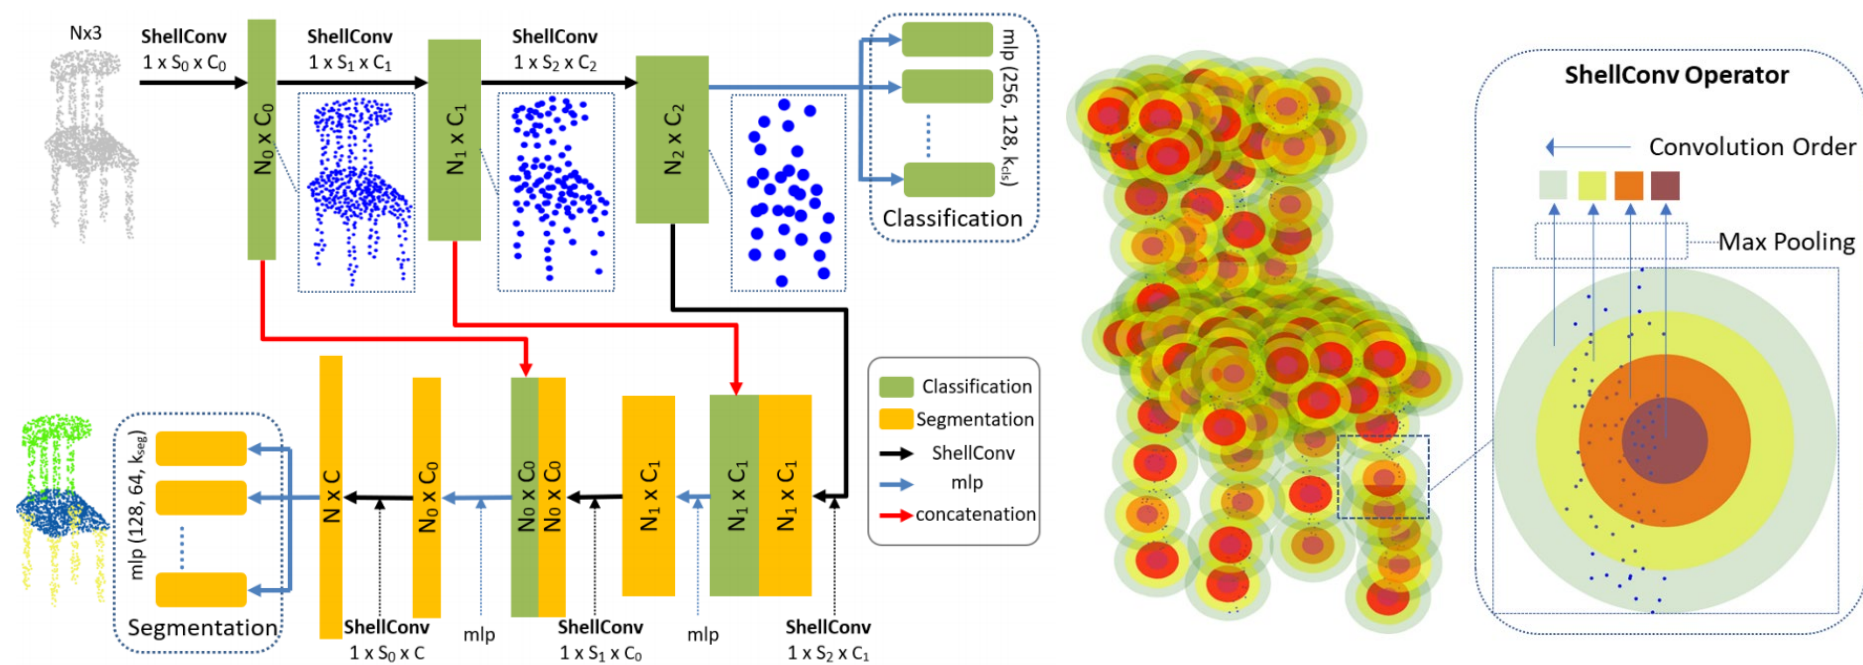 Nx3
ShellConv
1 x S₀ x C₀
ShellConv
1 x S₁ x C₁
ShellConv
1 x S₂ x C₂
N₀ x C₀
N₁ x C₁
N₂ x C₂
mlp (256, 128, k_cls)
Classification
Classification
Segmentation
ShellConv
mlp
concatenation
mlp (128, 64, k_seg)
Segmentation
N x C
N₀ x C₀
N₀ x C₀
N₀ x C₀
N₁ x C₁
N₁ x C₁
N₁ x C₁
ShellConv
1 x S₀ x C
mlp
ShellConv
1 x S₁ x C₀
mlp
ShellConv
1 x S₂ x C₁
ShellConv Operator
Convolution Order
Max Pooling